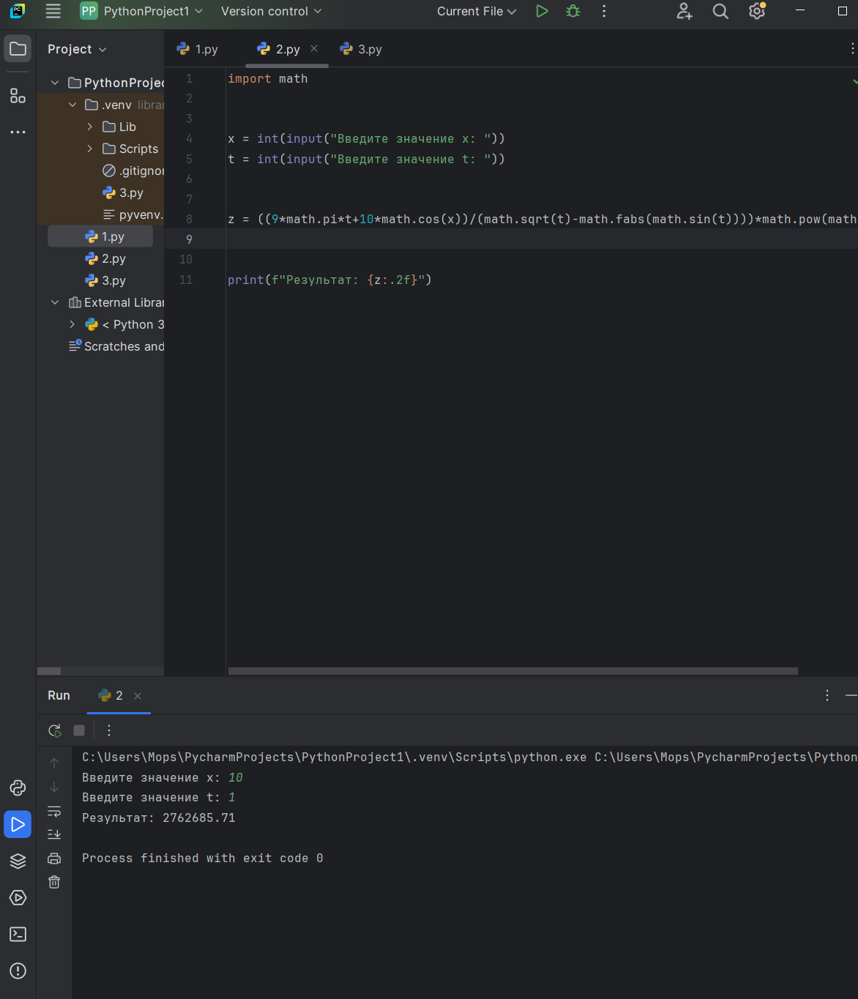 PC
PP PythonProject1 Version control Current File
Project
1.py 2.py 3.py
PythonProjec
.venv librar
Lib
Scripts
.gitignor
3.py
pyvenv.
1.py
2.py
3.py
External Librar
< Python 3
Scratches and
1 import math
2
3
4 x = int(input("Введите значение x: "))
5 t = int(input("Введите значение t: "))
6
7
8 z = ((9*math.pi*t+10*math.cos(x))/(math.sqrt(t)-math.fabs(math.sin(t))))*math.pow(math
9
10
11 print(f"Результат: {z:.2f}")
Run 2
C:\Users\Mops\PycharmProjects\PythonProject1\.venv\Scripts\python.exe C:\Users\Mops\PycharmProjects\Python
Введите значение x: 10
Введите значение t: 1
Результат: 2762685.71
Process finished with exit code 0